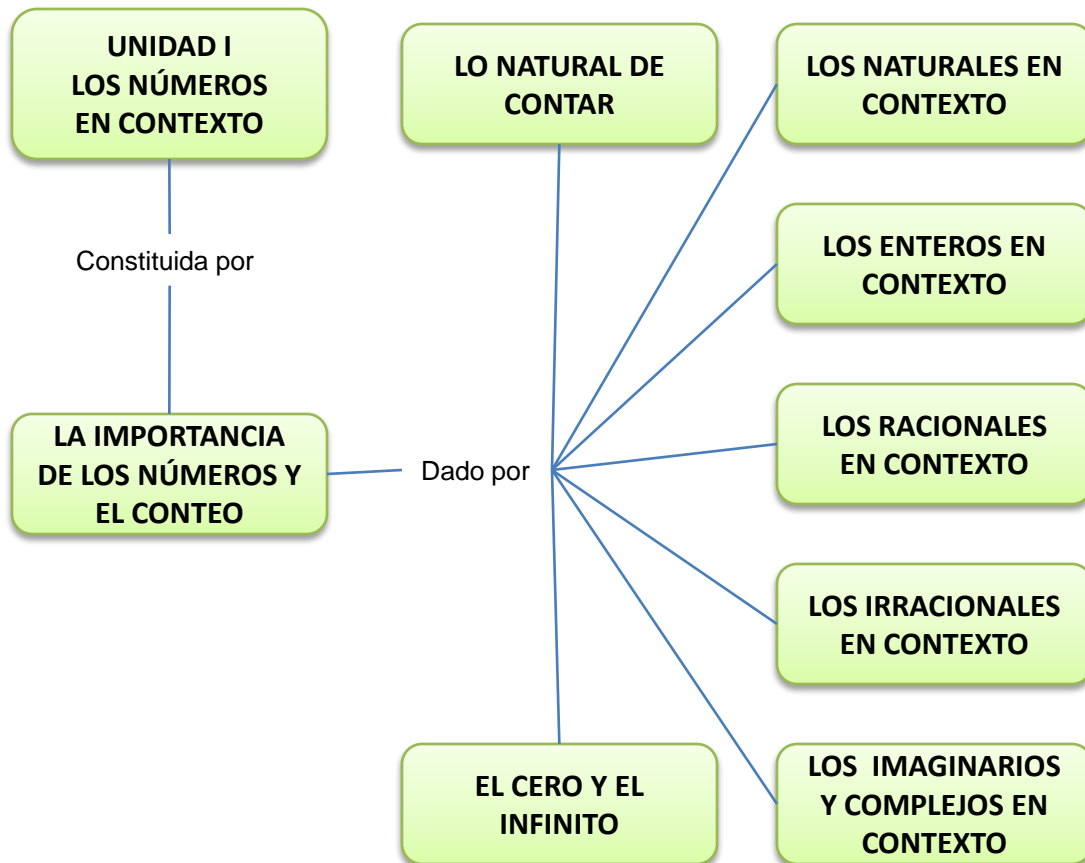 UNIDAD I
LOS NÚMEROS
EN CONTEXTO
Constituida por
LA IMPORTANCIA
DE LOS NÚMEROS Y
EL CONTEO
Dado por
LO NATURAL DE
CONTAR
LOS NATURALES EN
CONTEXTO
LOS ENTEROS EN
CONTEXTO
LOS RACIONALES
EN CONTEXTO
LOS IRRACIONALES
EN CONTEXTO
LOS IMAGINARIOS
Y COMPLEJOS EN
CONTEXTO
EL CERO Y EL
INFINITO